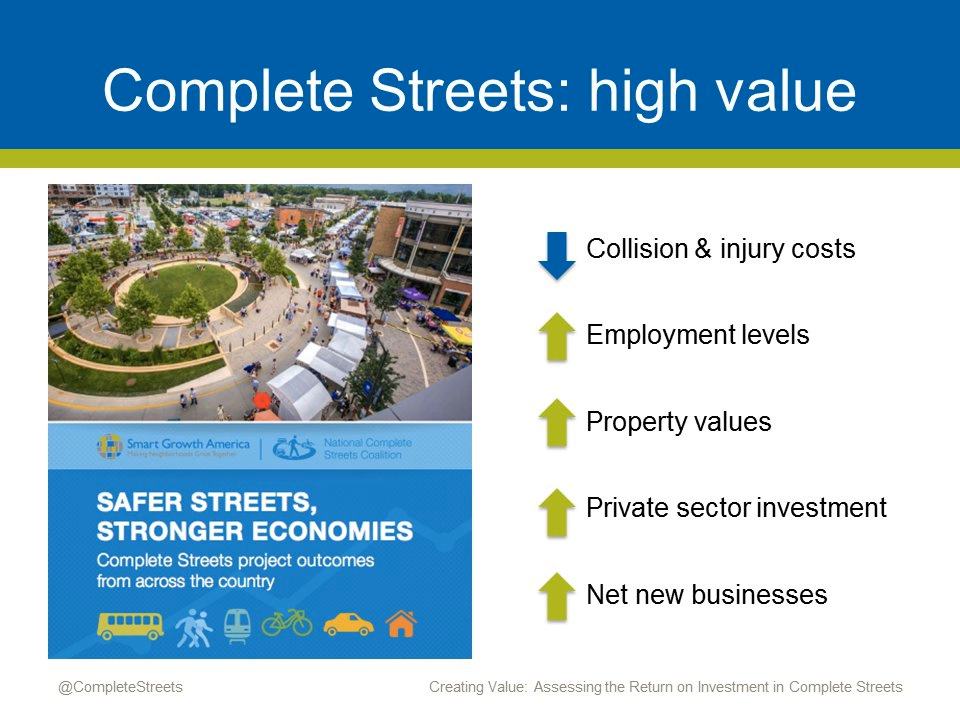 Complete Streets: high value
Smart Growth America
Making Neighborhoods Great Together
National Complete
Streets Coalition
SAFER STREETS,
STRONGER ECONOMIES
Complete Streets project outcomes
from across the country
Collision & injury costs
Employment levels
Property values
Private sector investment
Net new businesses
@CompleteStreets
Creating Value: Assessing the Return on Investment in Complete Streets